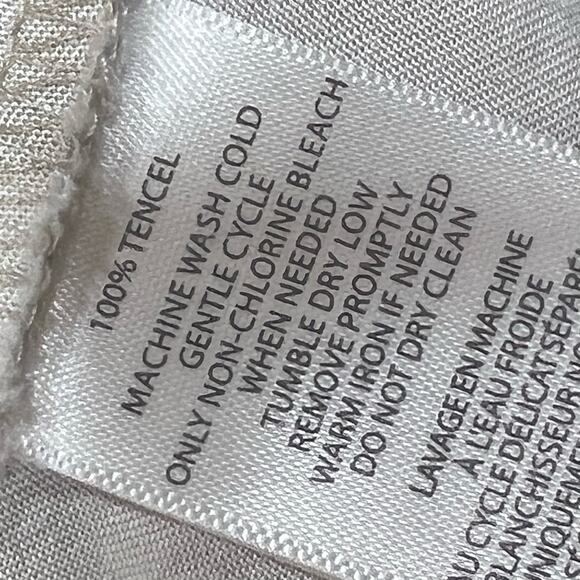 100% TENCEL
MACHINE WASH COLD
GENTLE CYCLE
ONLY NON-CHLORINE BLEACH
WHEN NEEDED
TUMBLE DRY LOW
REMOVE PROMPTLY
WARM IRON IF NEEDED
DO NOT DRY CLEAN
LAVAGE EN MACHINE
À L'EAU FROIDE
CYCLE DÉLICAT